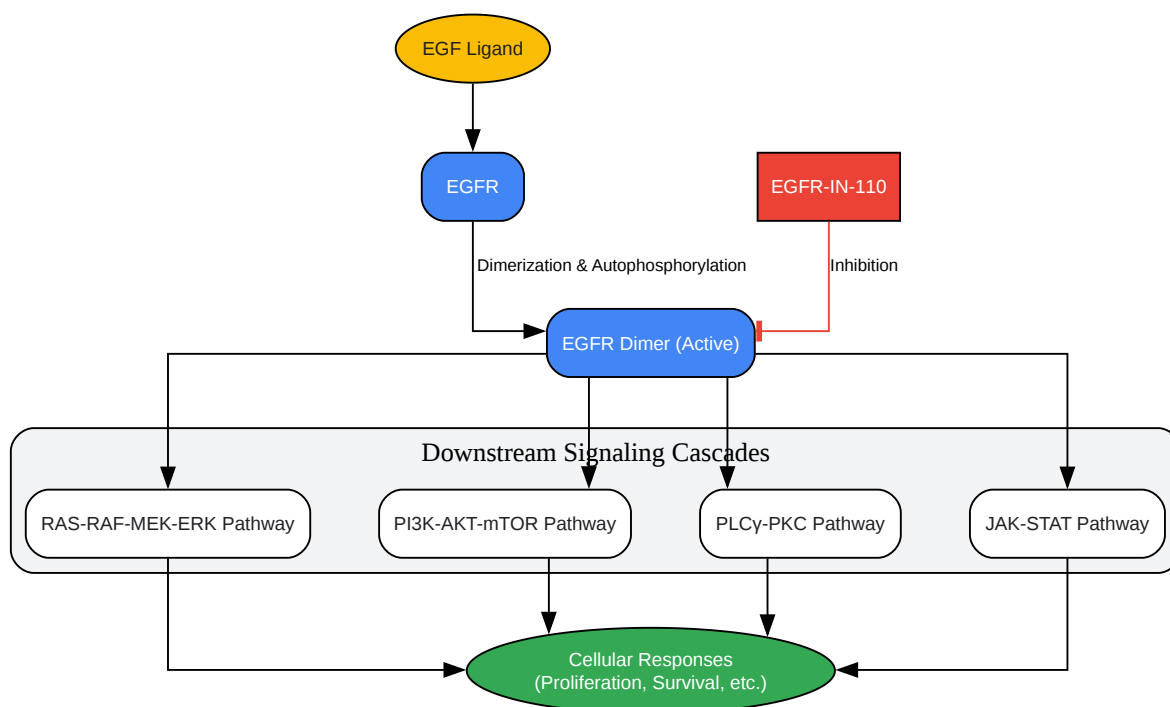 EGF Ligand
EGFR
EGFR-IN-110
Dimerization & Autophosphorylation
Inhibition
EGFR Dimer (Active)
Downstream Signaling Cascades
RAS-RAF-MEK-ERK Pathway
PI3K-AKT-mTOR Pathway
PLCγ-PKC Pathway
JAK-STAT Pathway
Cellular Responses
(Proliferation, Survival, etc.)